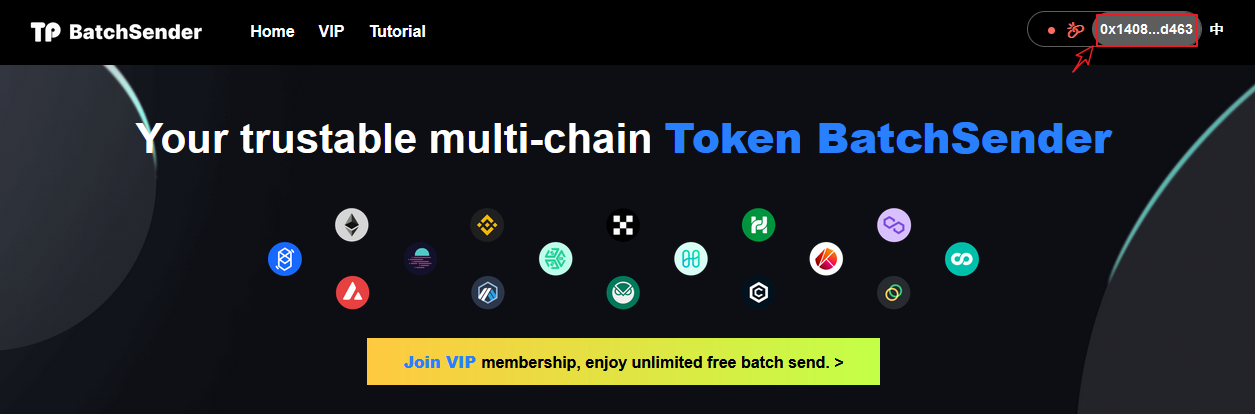 TP BatchSender Home VIP Tutorial 0x1408...d463 中
Your trustable multi-chain Token BatchSender
Join VIP membership, enjoy unlimited free batch send. >